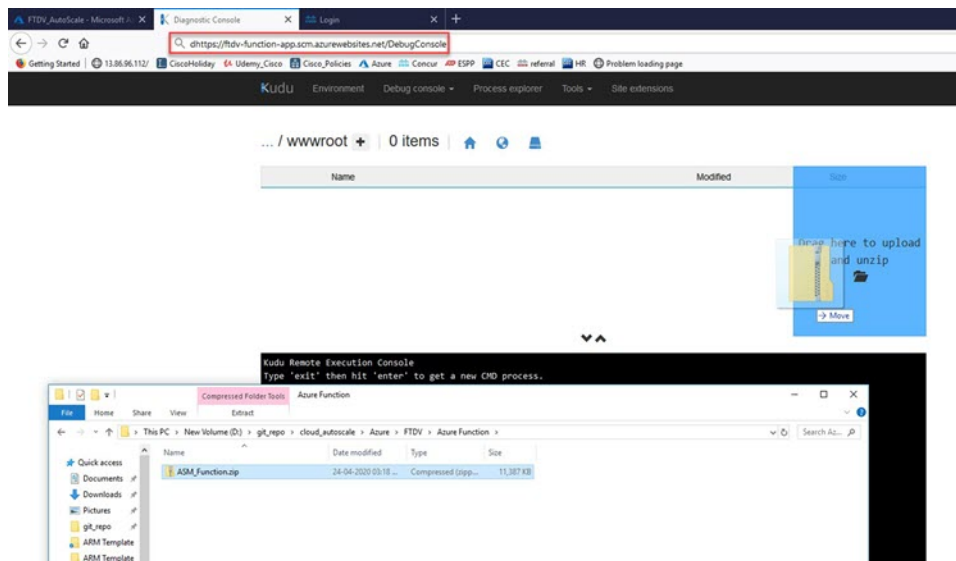 FTDV_AutoScale - Microsoft Az
Diagnostic Console
Login
dhttps://ftdv-function-app.scm.azurewebsites.net/DebugConsole
Getting Started
13.86.96.112/
CiscoHoliday
Udemy_Cisco
Cisco_Policies
Azure
Concur
ESPP
CEC
referral
HR
Problem loading page
Kudu
Environment
Debug console
Process explorer
Tools
Site extensions
... / wwwroot + | 0 items
Name
Modified
Size
Drag here to upload
and unzip
→ Move
Kudu Remote Execution Console
Type 'exit' then hit 'enter' to get a new CMD process.
Compressed Folder Tools
Azure Function
File
Home
Share
View
Extract
This PC > New Volume (D:) > git_repo > cloud_autoscale > Azure > FTDV > Azure Function >
Search Az...
Name
Date modified
Type
Size
Quick access
ASM_Function.zip
24-04-2020 03:18 ...
Compressed (zipp...
11,387 KB
Documents
Downloads
Pictures
git_repo
ARM Template
ARM Template